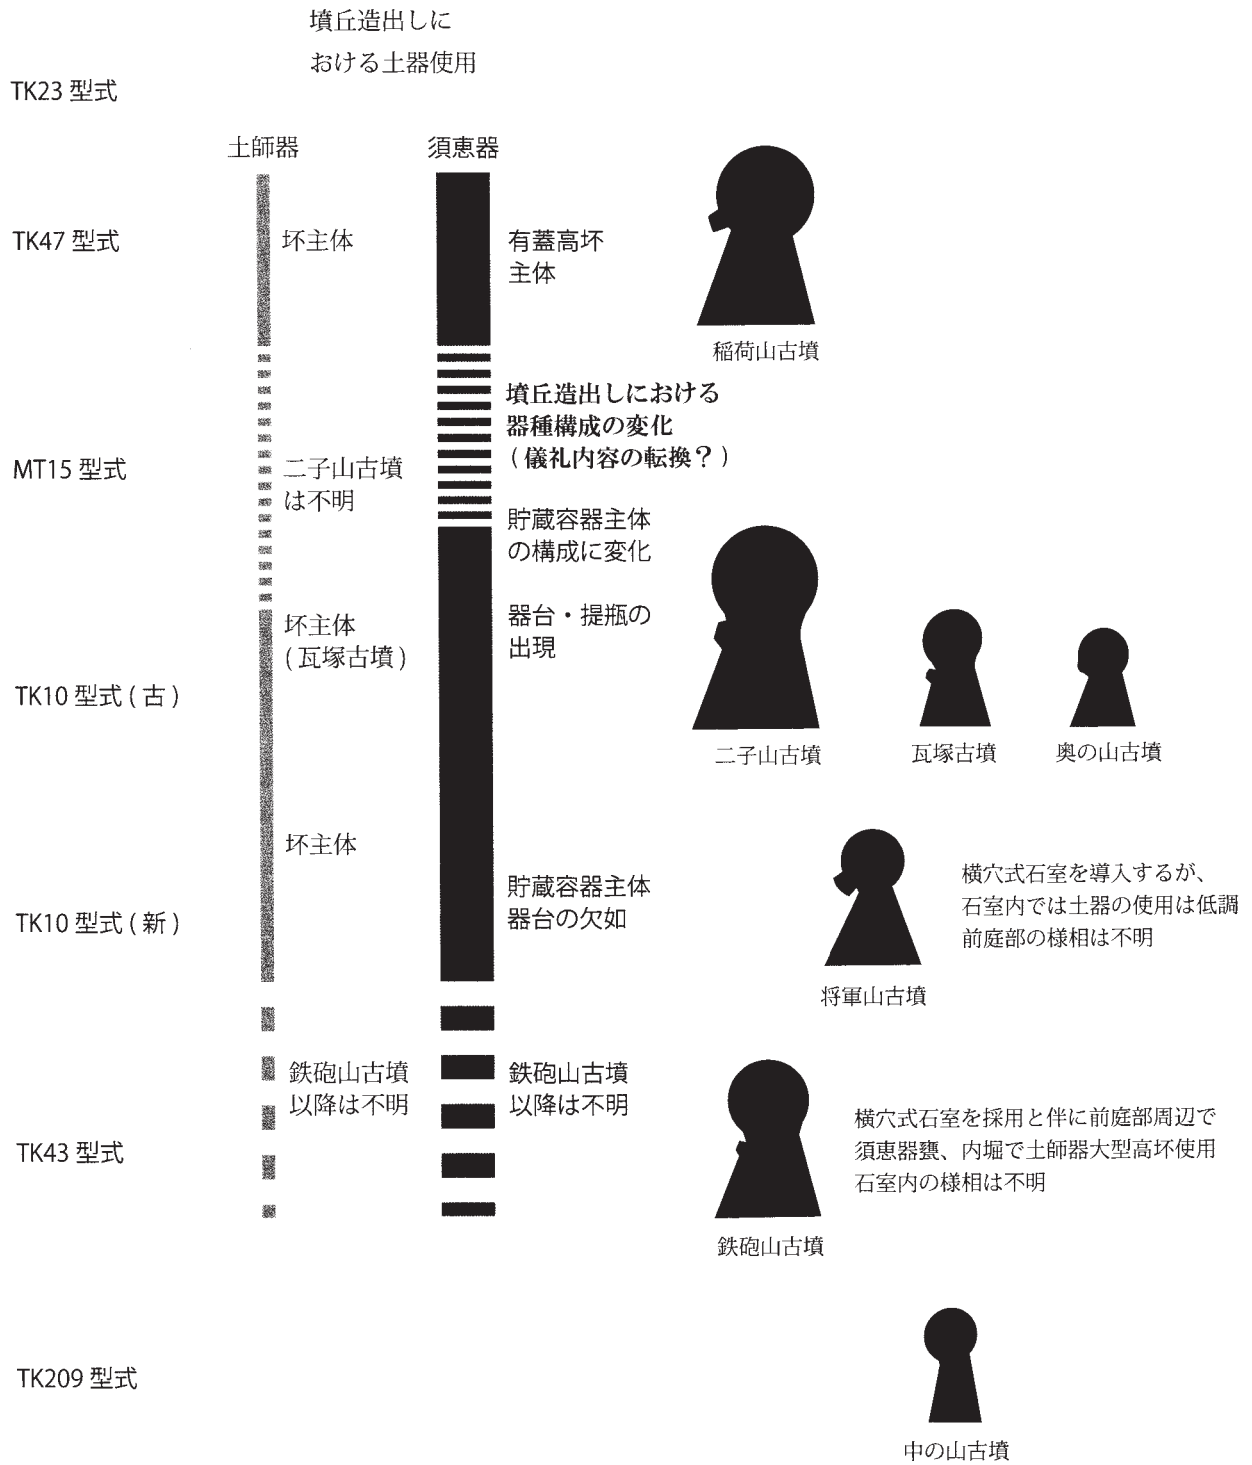 墳丘造出しに
おける土器使用
TK23 型式
土師器
須恵器
TK47 型式
坏主体
有蓋高坏
主体
稲荷山古墳
墳丘造出しにおける
器種構成の変化
( 儀礼内容の転換？ )
MT15 型式
二子山古墳
は不明
貯蔵容器主体
の構成に変化
坏主体
( 瓦塚古墳 )
器台・提瓶の
出現
TK10 型式 ( 古 )
二子山古墳
瓦塚古墳
奥の山古墳
坏主体
貯蔵容器主体
器台の欠如
TK10 型式 ( 新 )
横穴式石室を導入するが、
石室内では土器の使用は低調
前庭部の様相は不明
将軍山古墳
鉄砲山古墳
以降は不明
鉄砲山古墳
以降は不明
TK43 型式
横穴式石室を採用と伴に前庭部周辺で
須恵器甕、内堀で土師器大型高坏使用
石室内の様相は不明
鉄砲山古墳
TK209 型式
中の山古墳